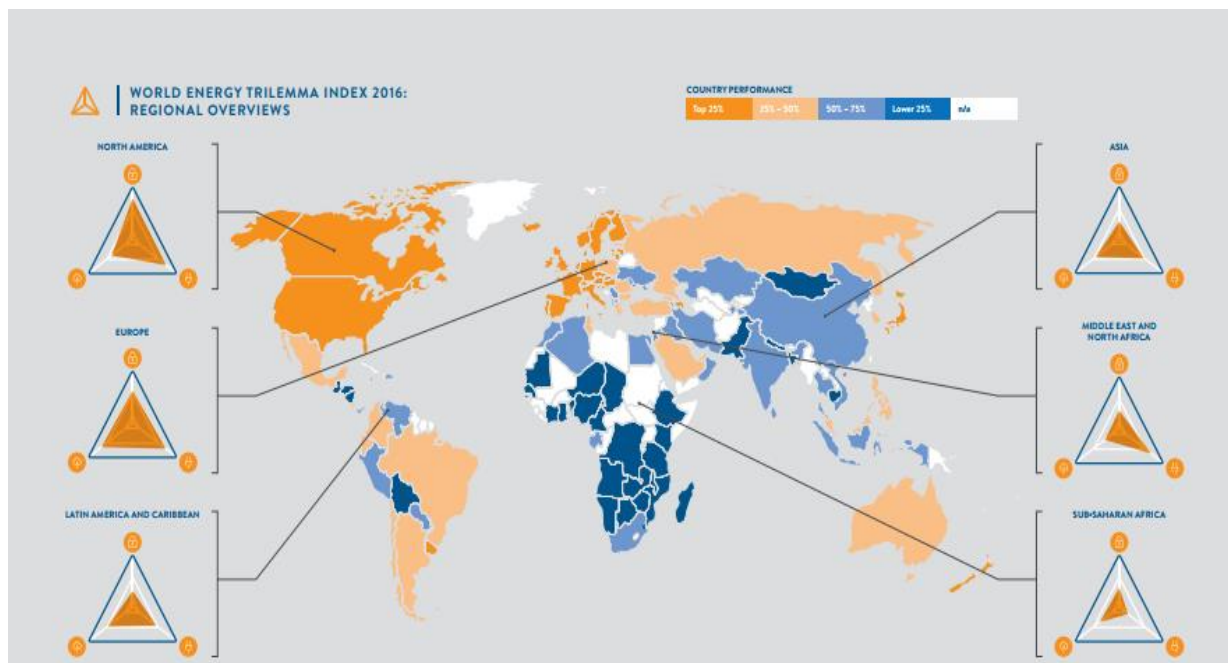 WORLD ENERGY TRILEMMA INDEX 2016:
REGIONAL OVERVIEWS
COUNTRY PERFORMANCE
Top 25%
25% – 50%
50% – 75%
Lower 25%
n/a
NORTH AMERICA
ASIA
EUROPE
MIDDLE EAST AND
NORTH AFRICA
LATIN AMERICA AND CARIBBEAN
SUB-SAHARAN AFRICA